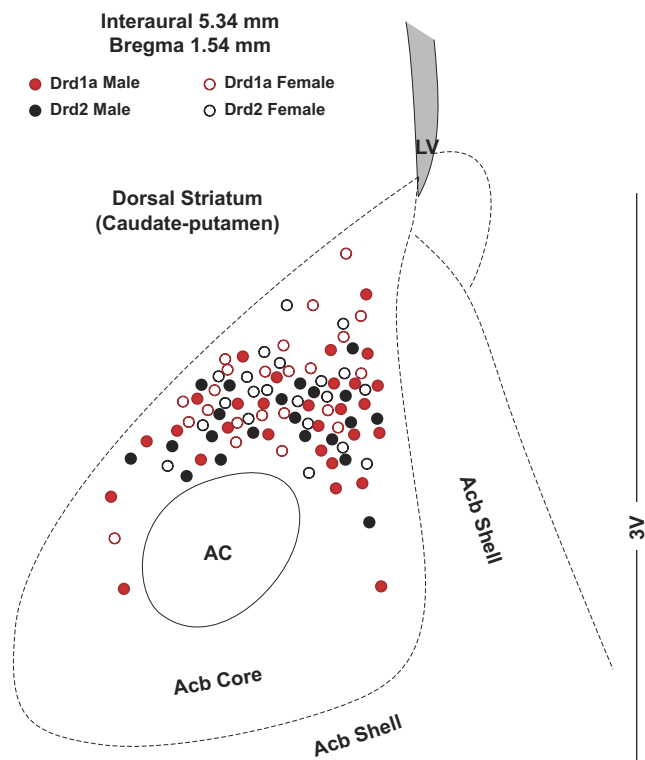 Interaural 5.34 mm
Bregma 1.54 mm
Drd1a Male
Drd1a Female
Drd2 Male
Drd2 Female
LV
Dorsal Striatum
(Caudate-putamen)
Acb Shell
3V
AC
Acb Core
Acb Shell